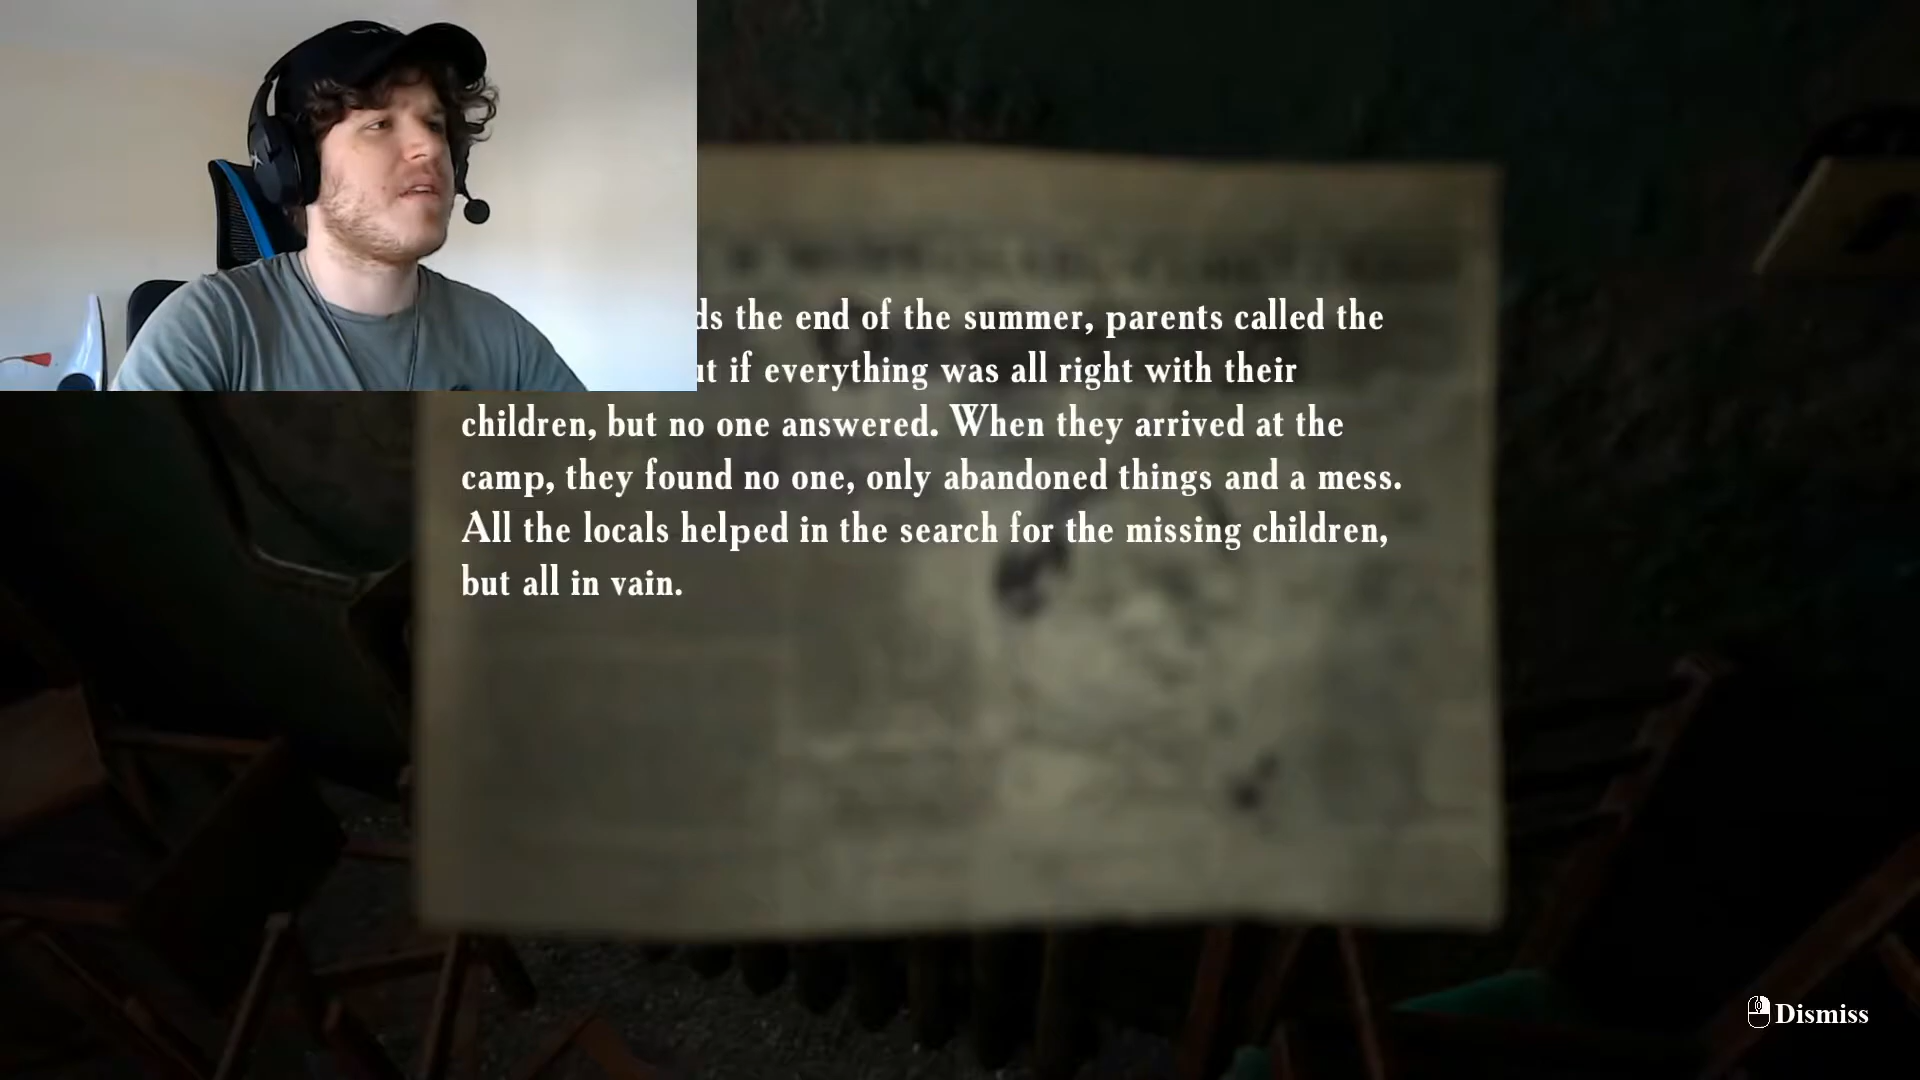 the end of the summer, parents called the
if everything was all right with their
children, but no one answered. When they arrived at the
camp, they found no one, only abandoned things and a mess.
All the locals helped in the search for the missing children,
but all in vain.
Dismiss